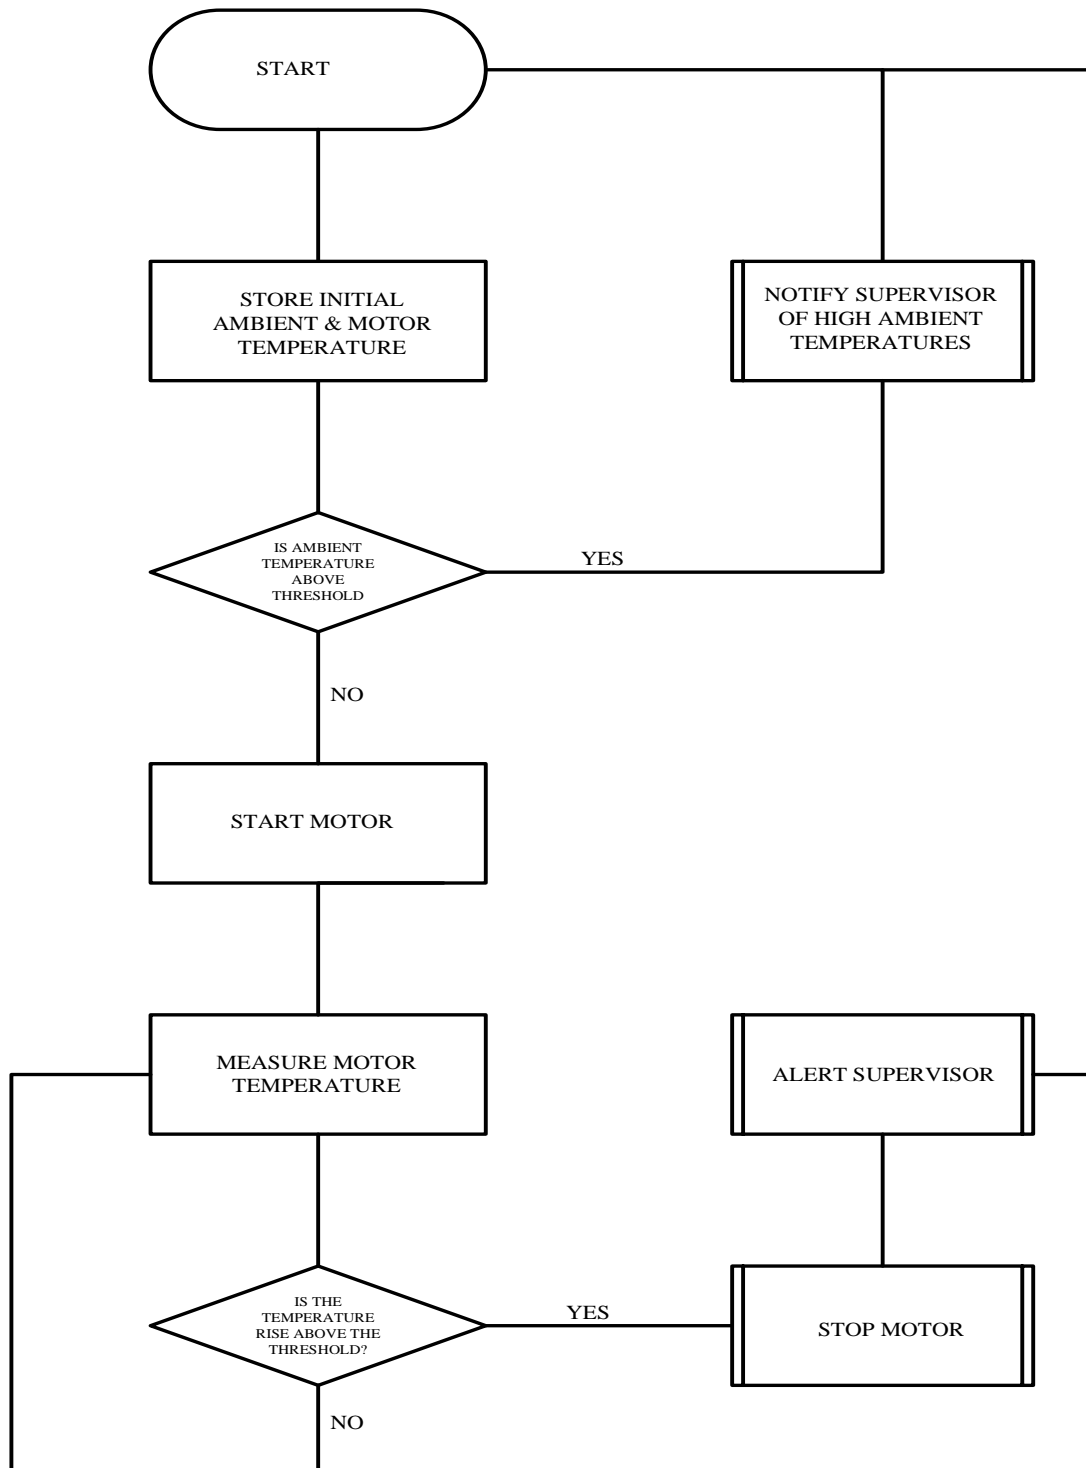 START
STORE INITIAL
AMBIENT & MOTOR
TEMPERATURE
NOTIFY SUPERVISOR
OF HIGH AMBIENT
TEMPERATURES
IS AMBIENT
TEMPERATURE
ABOVE
THRESHOLD
YES
NO
START MOTOR
MEASURE MOTOR
TEMPERATURE
ALERT SUPERVISOR
IS THE
TEMPERATURE
RISE ABOVE THE
THRESHOLD?
YES
STOP MOTOR
NO